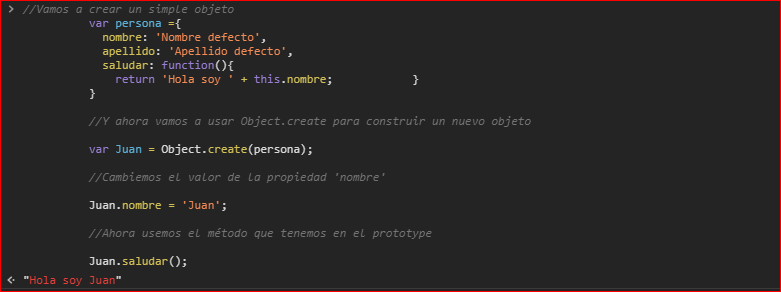 //Vamos a crear un simple objeto
var persona ={
nombre: 'Nombre defecto',
apellido: 'Apellido defecto',
saludar: function(){
return 'Hola soy ' + this.nombre; }
}
//Y ahora vamos a usar Object.create para construir un nuevo objeto
var Juan = Object.create(persona);
//Cambiemos el valor de la propiedad 'nombre'
Juan.nombre = 'Juan';
//Ahora usemos el método que tenemos en el prototype
Juan.saludar();
"Hola soy Juan"